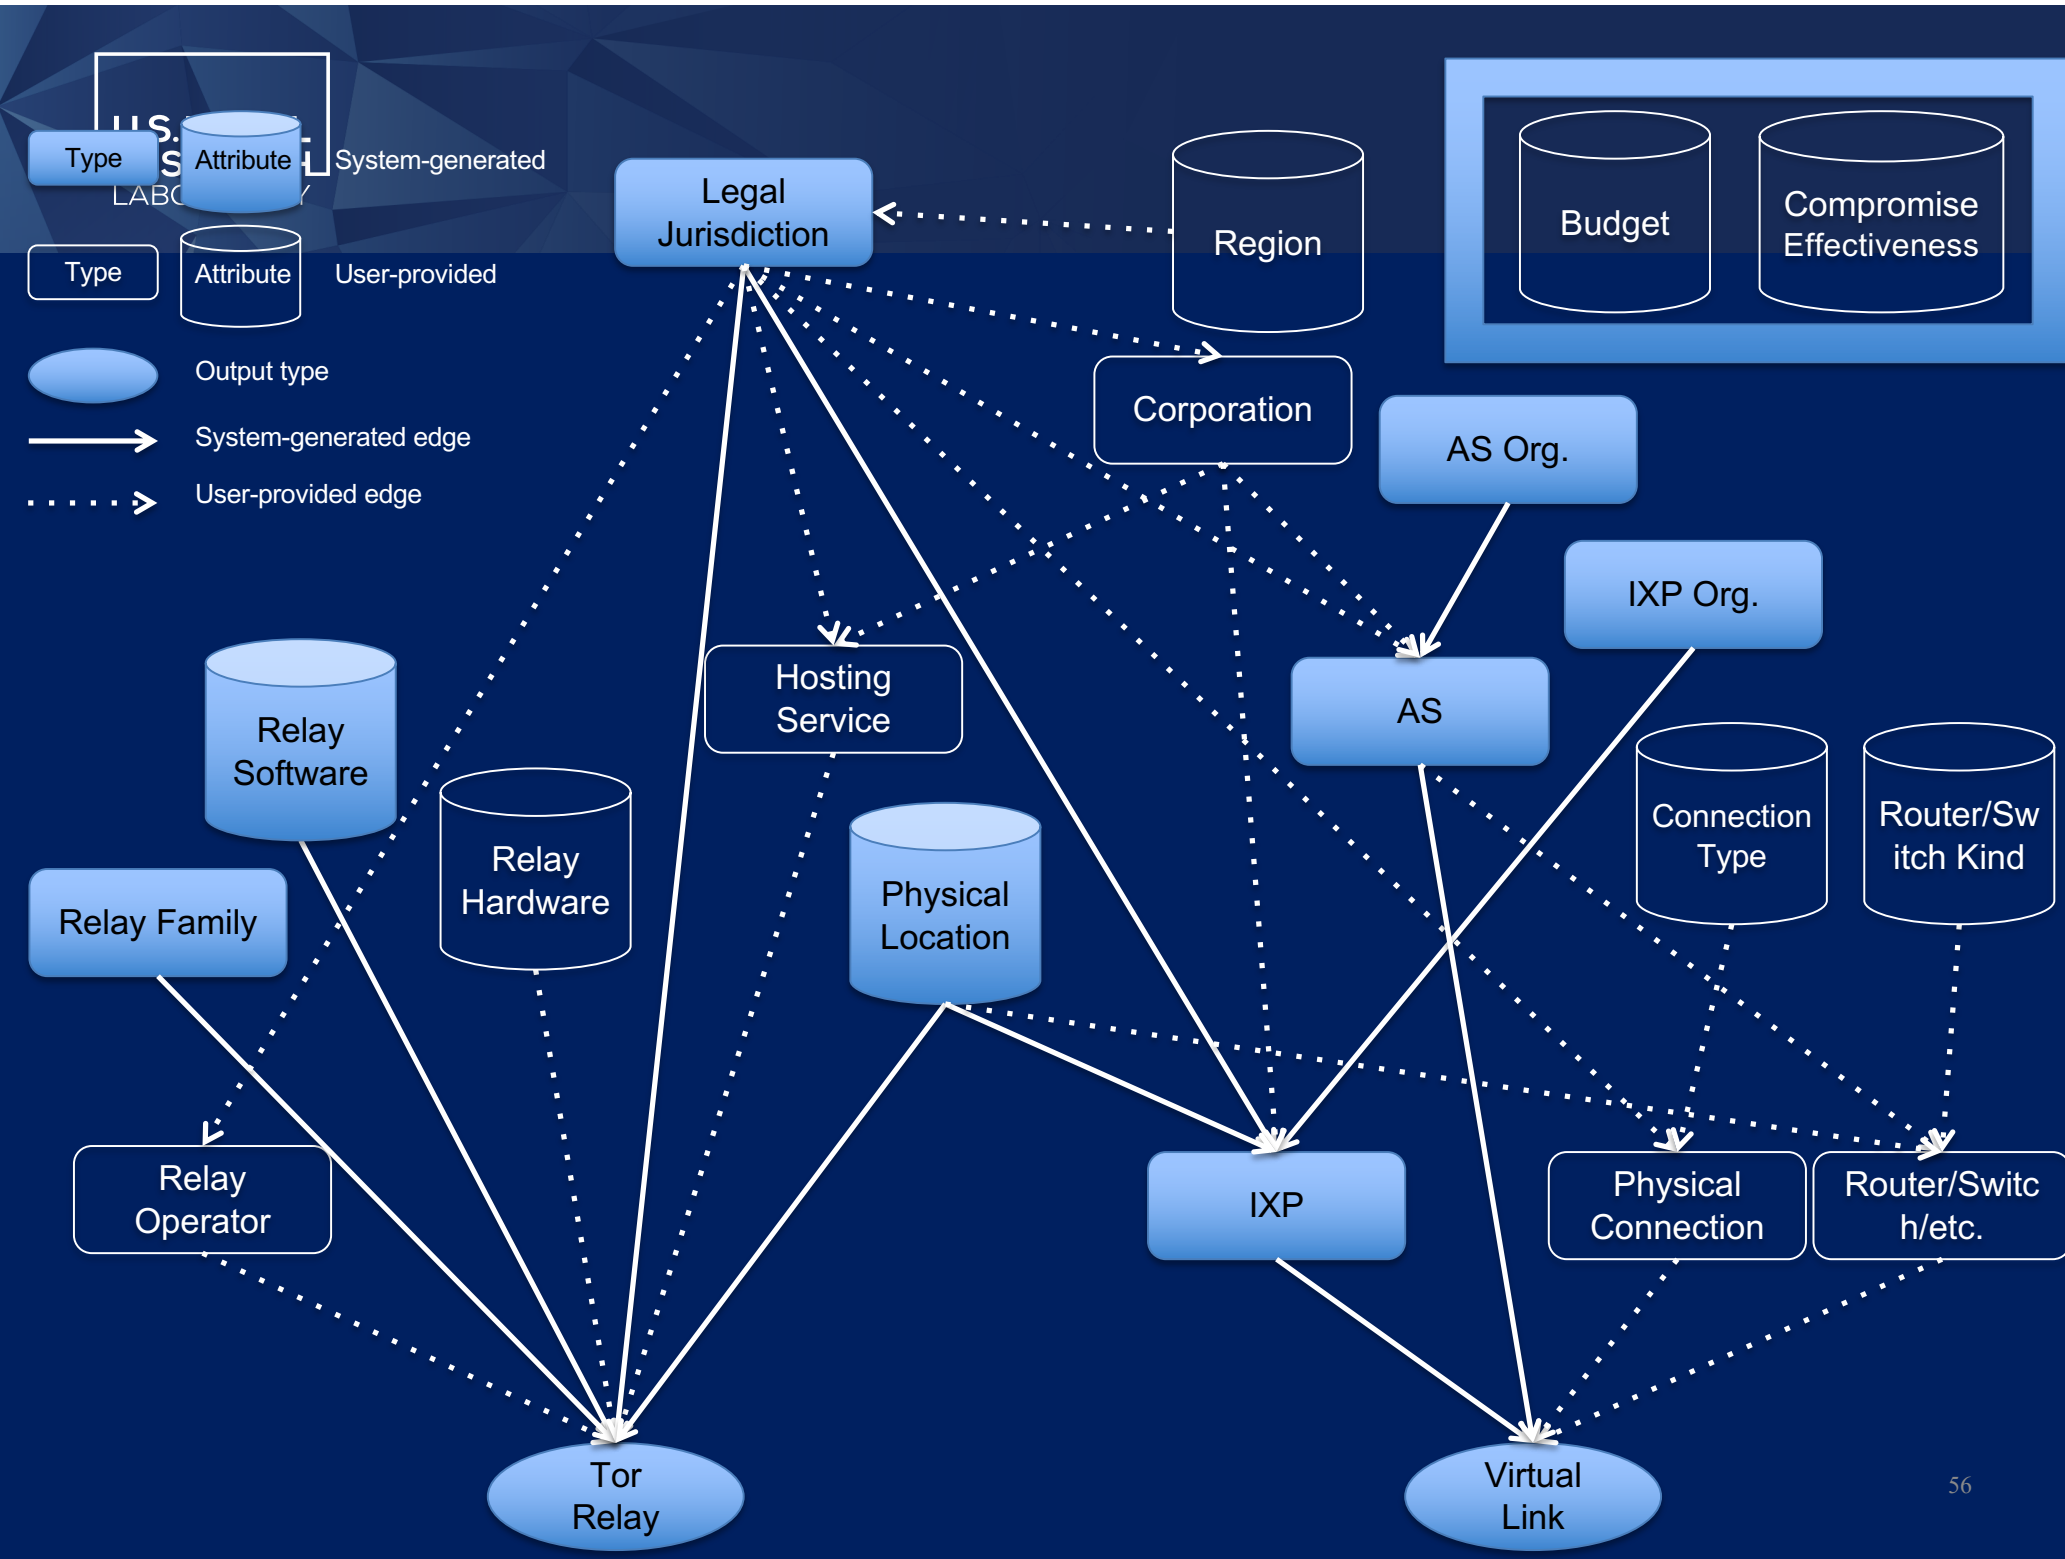 U.S.
LABO
Y
Type
Attribute
System-generated
Type
Attribute
User-provided
Output type
System-generated edge
User-provided edge
Legal
Jurisdiction
Region
Budget
Compromise
Effectiveness
Corporation
AS Org.
IXP Org.
Hosting
Service
AS
Relay
Software
Relay
Hardware
Physical
Location
Connection
Type
Router/Sw
itch Kind
Relay Family
Relay
Operator
IXP
Physical
Connection
Router/Switc
h/etc.
Tor
Relay
Virtual
Link
56